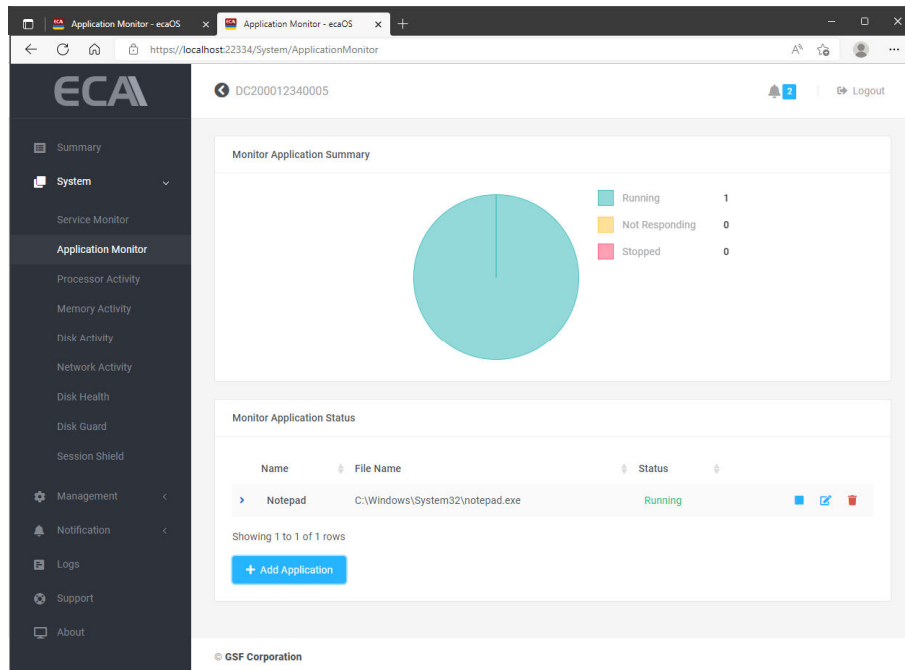 Application Monitor - ecaOS
Application Monitor - ecaOS
https://localhost:22334/System/ApplicationMonitor
ECA
DC200012340005
2
Logout
Summary
System
Service Monitor
Application Monitor
Processor Activity
Memory Activity
Disk Activity
Network Activity
Disk Health
Disk Guard
Session Shield
Management
Notification
Logs
Support
About
Monitor Application Summary
Running 1
Not Responding 0
Stopped 0
Monitor Application Status
Name File Name Status
Notepad C:\Windows\System32\notepad.exe Running
Showing 1 to 1 of 1 rows
+ Add Application
© GSF Corporation